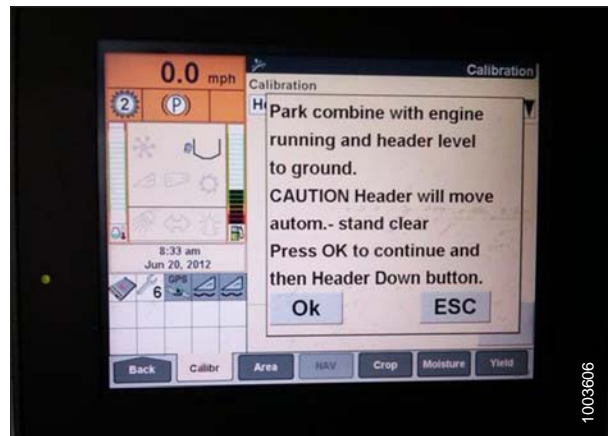 0.0 mph
Calibration
Calibration
2
P
He
Park combine with engine
running and header level
to ground.
CAUTION Header will move
autom.- stand clear
Press OK to continue and
then Header Down button.
Ok ESC
8:33 am
Jun 20, 2012
6 GPS
Back Calibr Area NAV Crop Moisture Yield
1003606